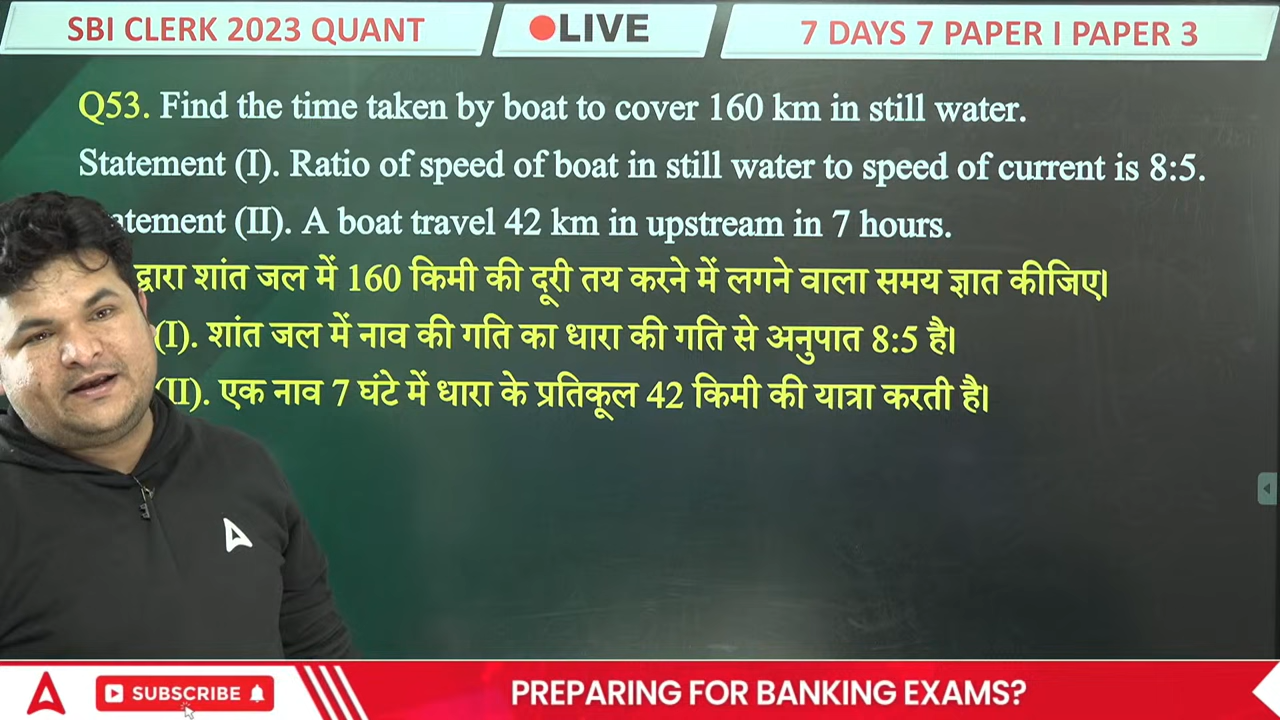 SBI CLERK 2023 QUANT
LIVE
7 DAYS 7 PAPER I PAPER 3
Q53. Find the time taken by boat to cover 160 km in still water.
Statement (I). Ratio of speed of boat in still water to speed of current is 8:5.
tement (II). A boat travel 42 km in upstream in 7 hours.
द्वारा शांत जल में 160 किमी की दूरी तय करने में लगने वाला समय ज्ञात कीजिए।
(I). शांत जल में नाव की गति का धारा की गति से अनुपात 8:5 है।
(II). एक नाव 7 घंटे में धारा के प्रतिकूल 42 किमी की यात्रा करती है।
SUBSCRIBE
PREPARING FOR BANKING EXAMS?